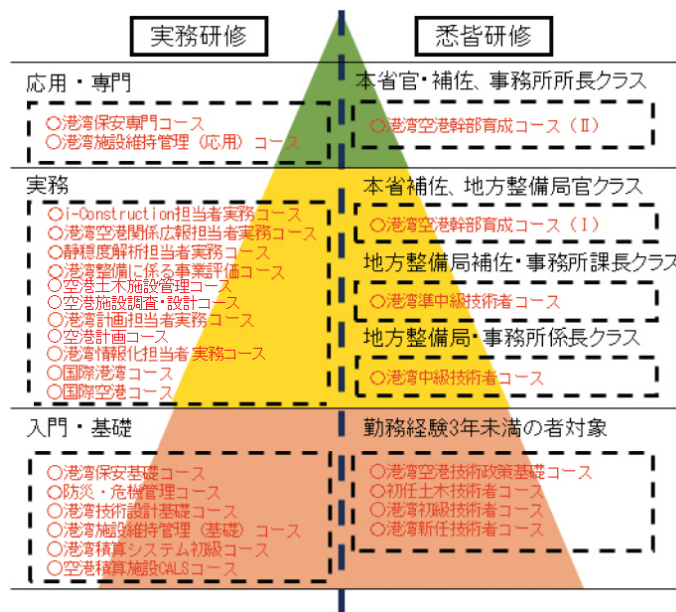 実務研修
悉皆研修
応用・専門
○港湾保安専門コース
○港湾施設維持管理（応用）コース
本省官・補佐、事務所所長クラス
○港湾空港幹部育成コース（Ⅱ）
実務
○i-Construction担当者実務コース
○港湾空港関係広報担当者実務コース
○静穏度解析担当者実務コース
○港湾整備に係る事業評価コース
○空港土木施設管理コース
○空港施設調査・設計コース
○港湾計画担当者実務コース
○空港計画コース
○港湾情報化担当者実務コース
○国際港湾コース
○国際空港コース
本省補佐、地方整備局官クラス
○港湾空港幹部育成コース（Ⅰ）
地方整備局補佐・事務所課長クラス
○港湾準中級技術者コース
地方整備局・事務所係長クラス
○港湾中級技術者コース
入門・基礎
○港湾保安基礎コース
○防災・危機管理コース
○港湾技術設計基礎コース
○港湾施設維持管理（基礎）コース
○港湾積算システム初級コース
○空港積算施設CALSコース
勤務経験3年未満の者対象
○港湾空港技術政策基礎コース
○初任土木技術者コース
○港湾初級技術者コース
○港湾新任技術者コース